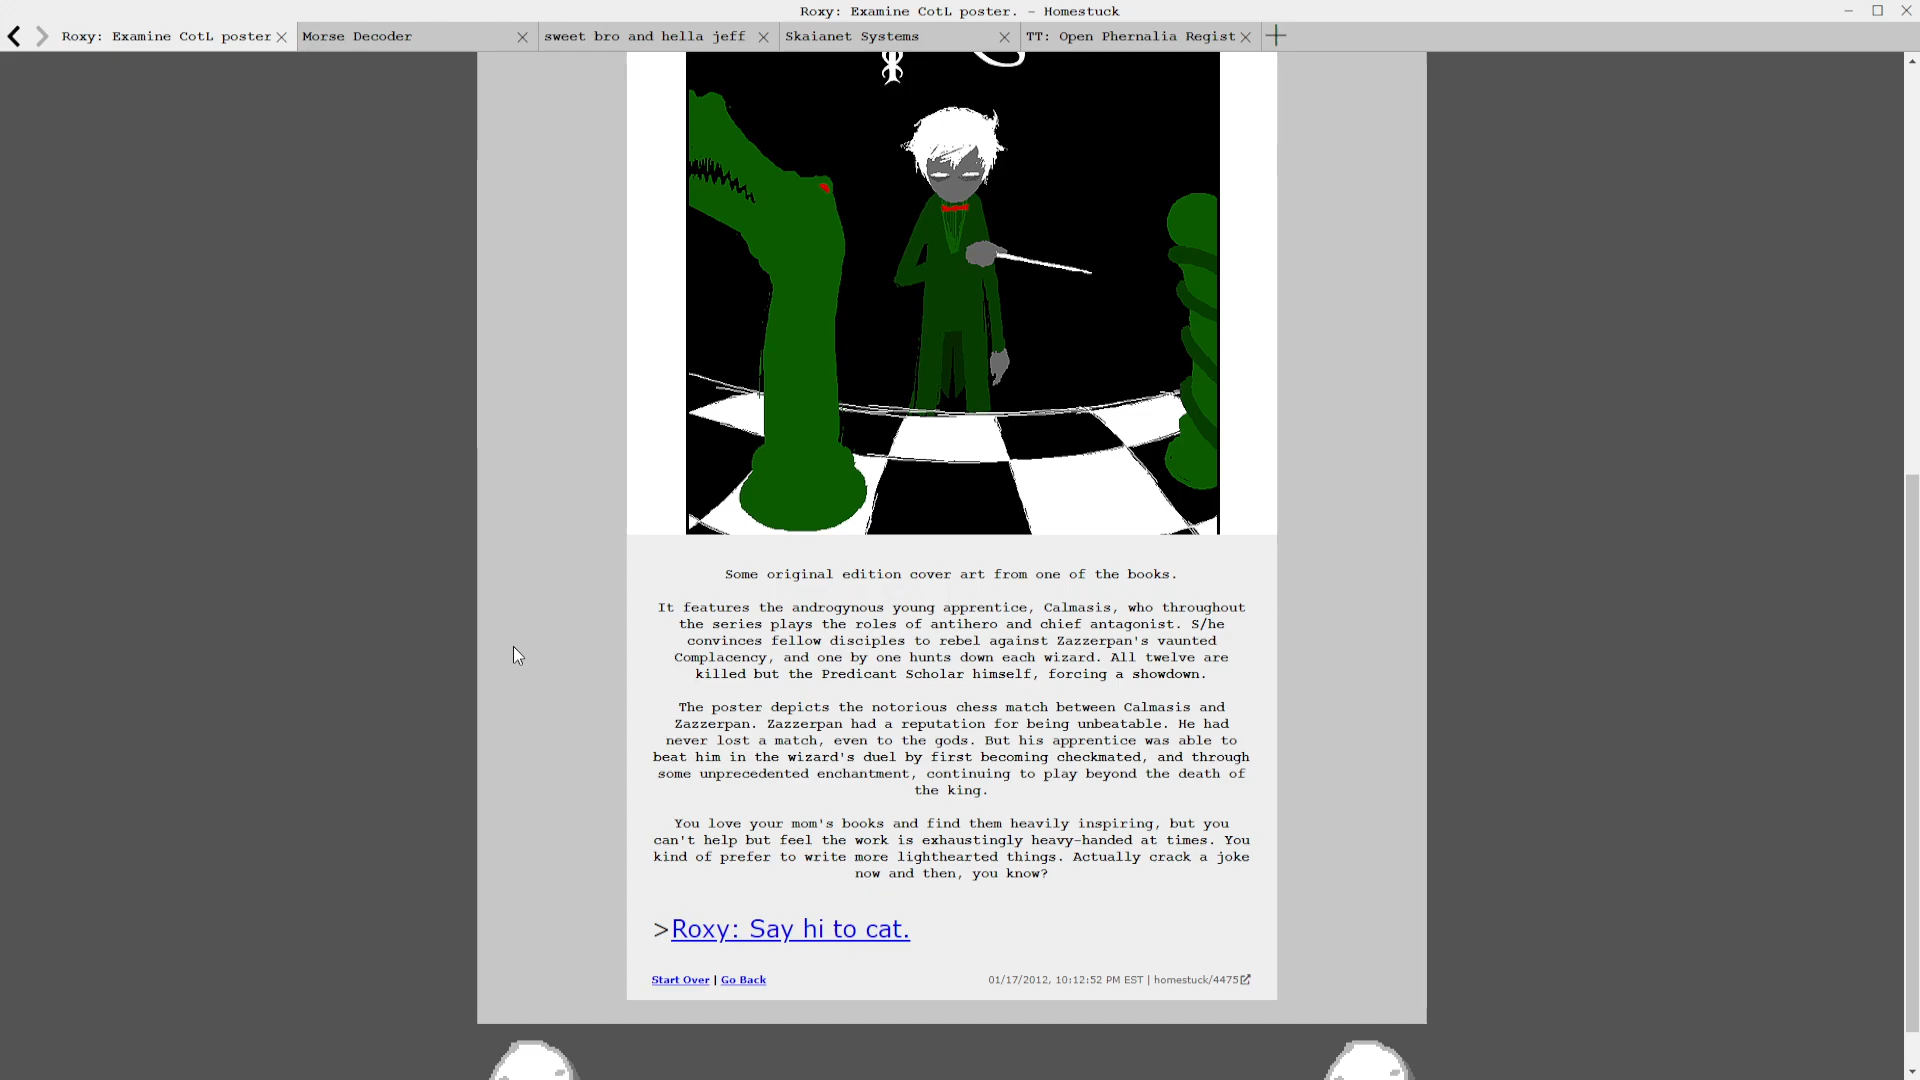 Roxy: Examine CotL poster. - Homestuck
Roxy: Examine CotL poster
Morse Decoder
sweet bro and hella jeff
Skaianet Systems
TT: Open Phernalia Regist
Some original edition cover art from one of the books.
It features the androgynous young apprentice, Calmasis, who throughout
the series plays the roles of antihero and chief antagonist. S/he
convinces fellow disciples to rebel against Zazzerpan's vaunted
Complacency, and one by one hunts down each wizard. All twelve are
killed but the Predicant Scholar himself, forcing a showdown.
The poster depicts the notorious chess match between Calmasis and
Zazzerpan. Zazzerpan had a reputation for being unbeatable. He had
never lost a match, even to the gods. But his apprentice was able to
beat him in the wizard's duel by first becoming checkmated, and through
some unprecedented enchantment, continuing to play beyond the death of
the king.
You love your mom's books and find them heavily inspiring, but you
can't help but feel the work is exhaustingly heavy-handed at times. You
kind of prefer to write more lighthearted things. Actually crack a joke
now and then, you know?
>Roxy: Say hi to cat.
Start Over | Go Back
01/17/2012, 10:12:52 PM EST | homestuck/4475